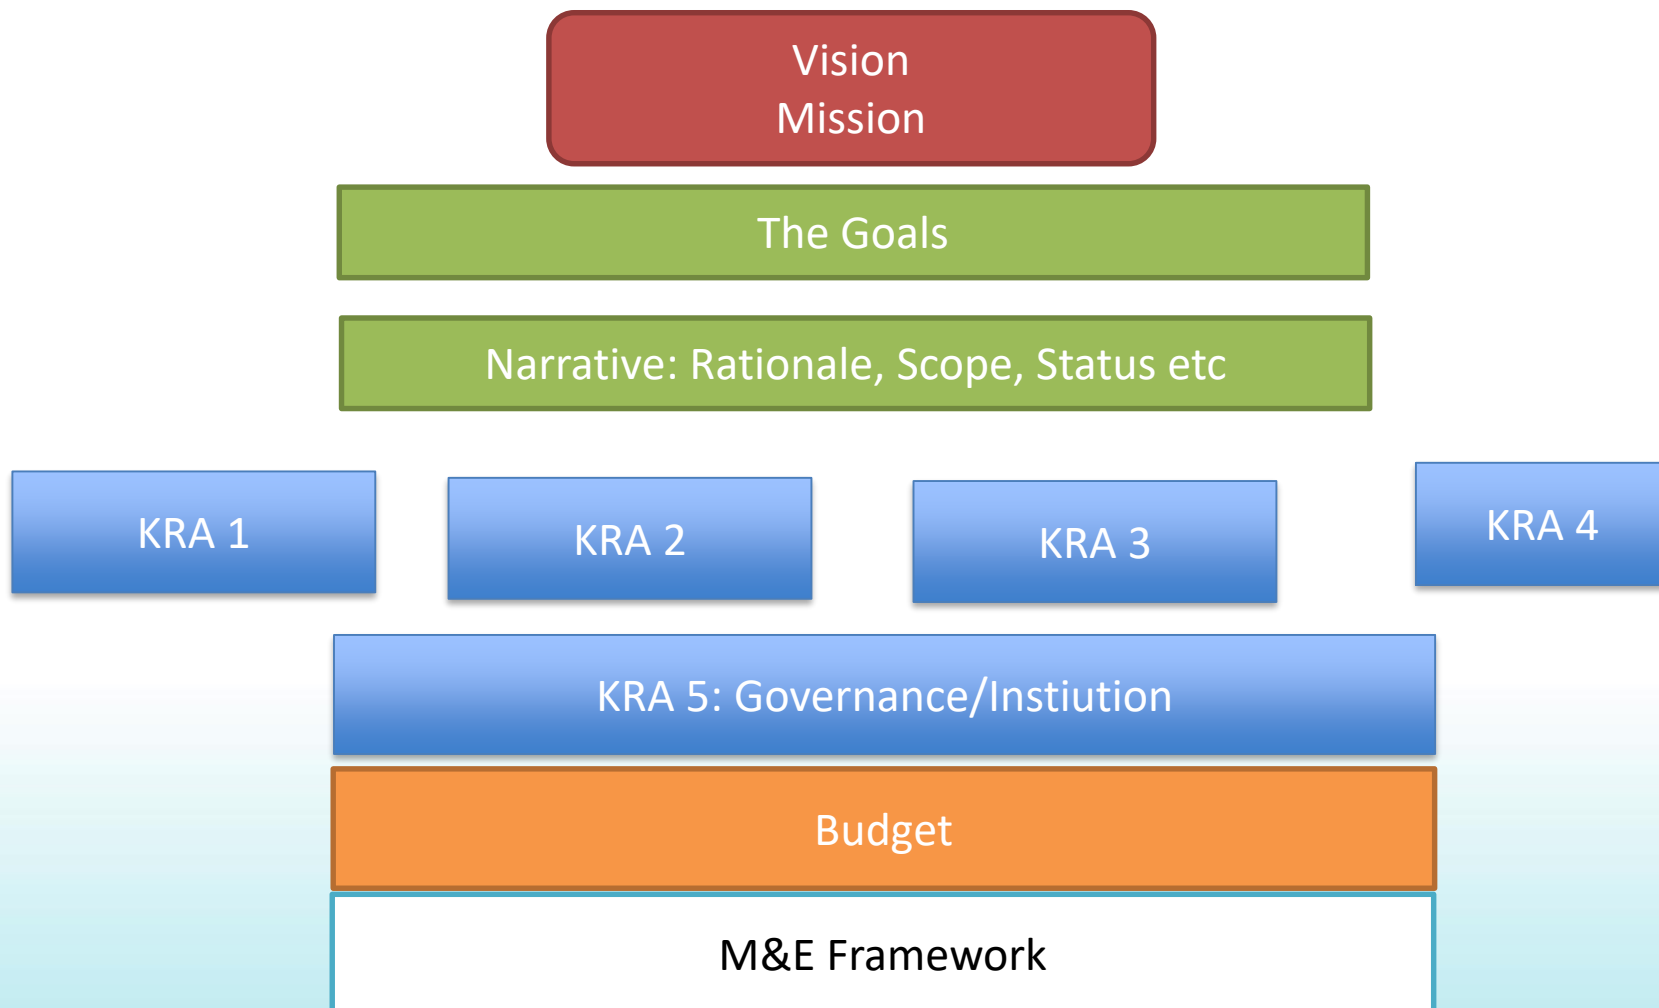 Vision
Mission
The Goals
Narrative: Rationale, Scope, Status etc
KRA 1
KRA 2
KRA 3
KRA 4
KRA 5: Governance/Instiution
Budget
M&E Framework